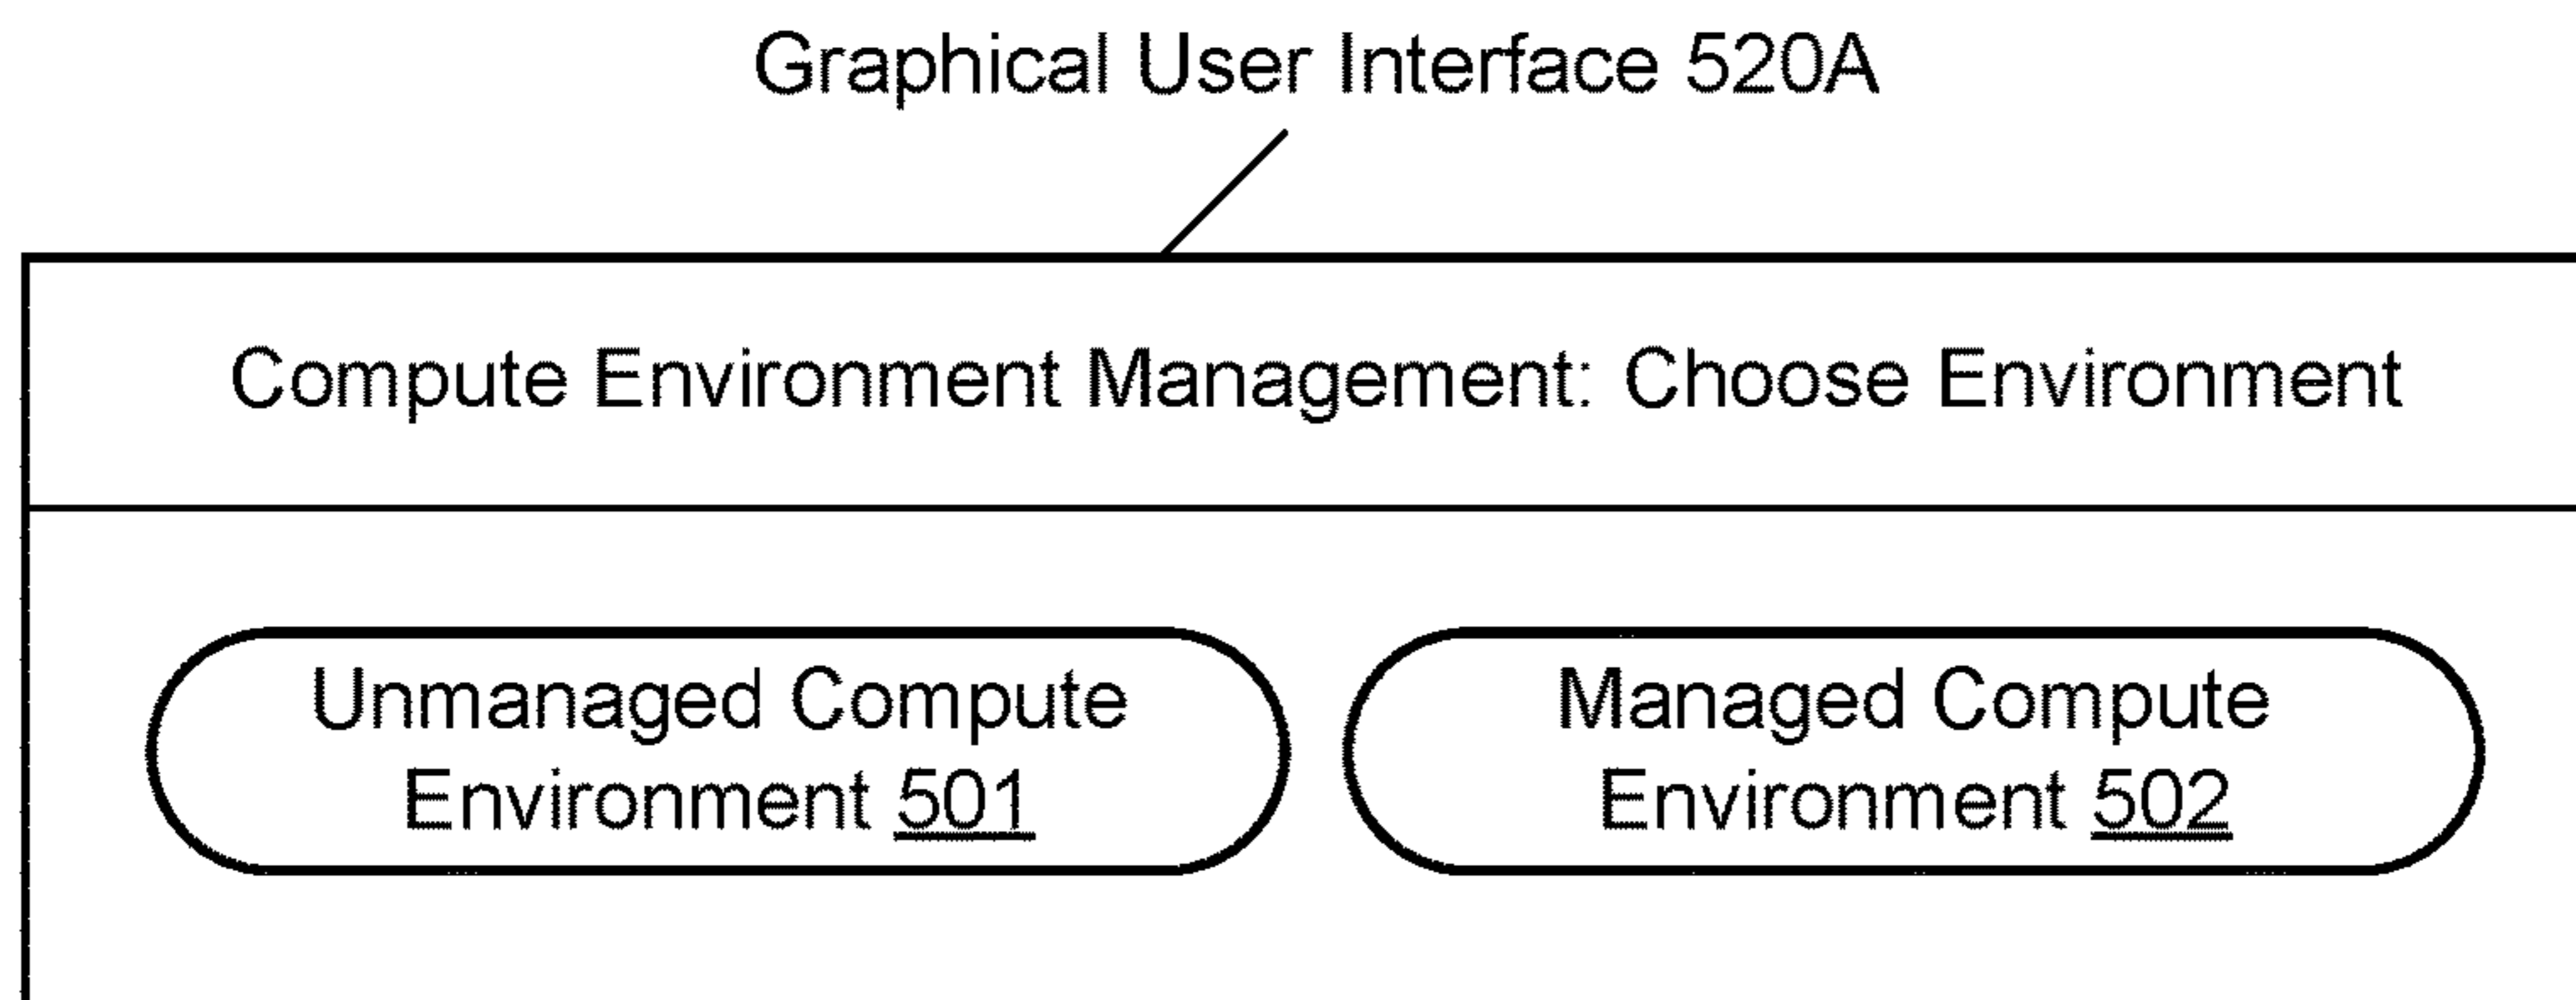 Graphical User Interface 520A
Compute Environment Management: Choose Environment
Unmanaged Compute
Environment 501
Managed Compute
Environment 502